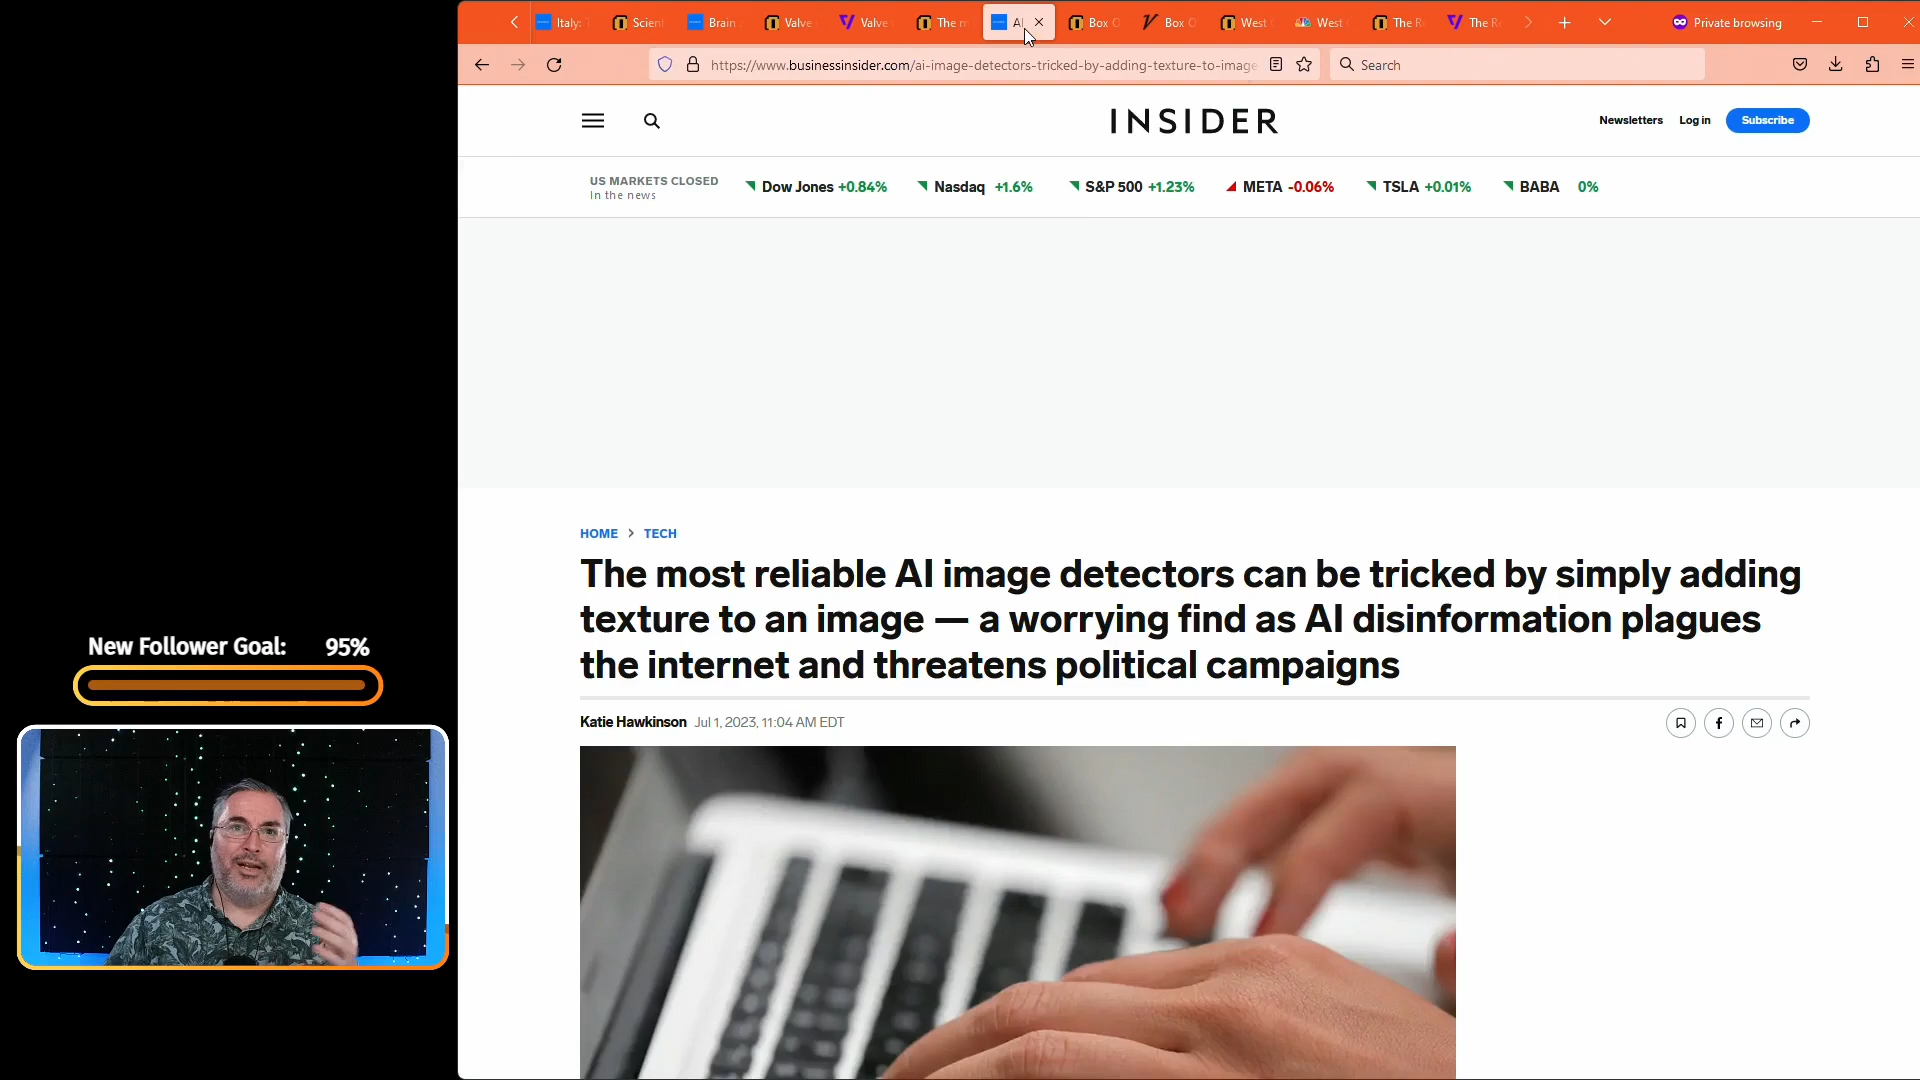 Italy:
Scien
Brain
Valve
Valve
The m
AI
Box O
Box O
West
West
The R
The R
Private browsing
https://www.businessinsider.com/ai-image-detectors-tricked-by-adding-texture-to-image
Search
INSIDER
Newsletters
Log in
Subscribe
US MARKETS CLOSED
In the news
Dow Jones +0.84%
Nasdaq +1.6%
S&P 500 +1.23%
META -0.06%
TSLA +0.01%
BABA 0%
HOME > TECH
The most reliable AI image detectors can be tricked by simply adding
texture to an image — a worrying find as AI disinformation plagues
the internet and threatens political campaigns
Katie Hawkinson Jul 1, 2023, 11:04 AM EDT
New Follower Goal: 95%